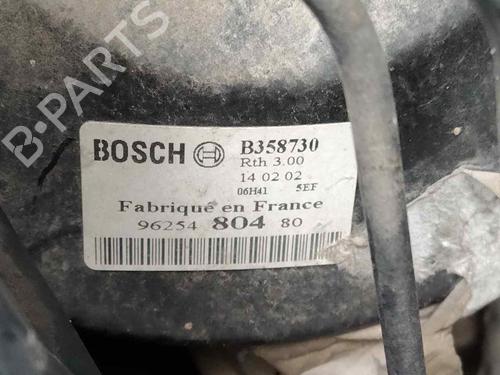 B-PARTS
BOSCH B358730
Rth 3.00
14 02 02
06H41 5EF
Fabrique en France
96254 804 80